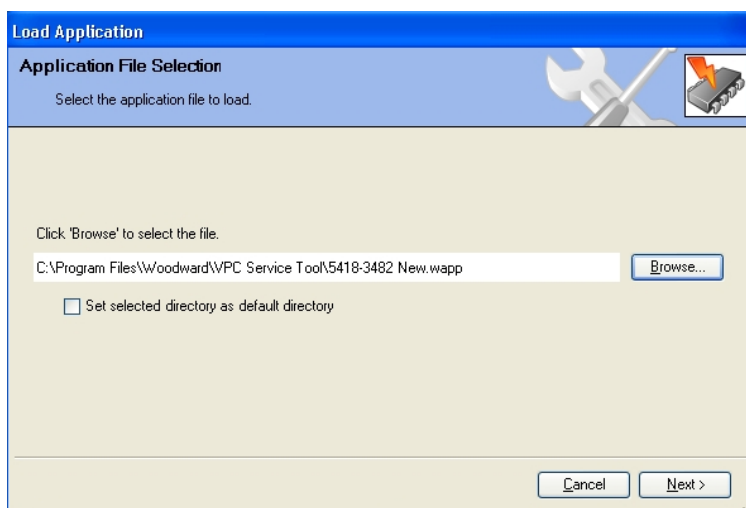 Load Application
Application File Selection
Select the application file to load.
Click 'Browse' to select the file.
C:\Program Files\Woodward\VPC Service Tool\5418-3482 New.wapp
Browse...
Set selected directory as default directory
Cancel
Next >